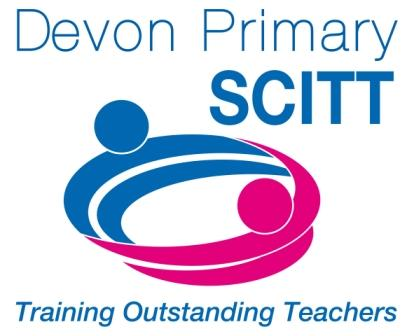 Devon Primary
SCITT
Training Outstanding Teachers